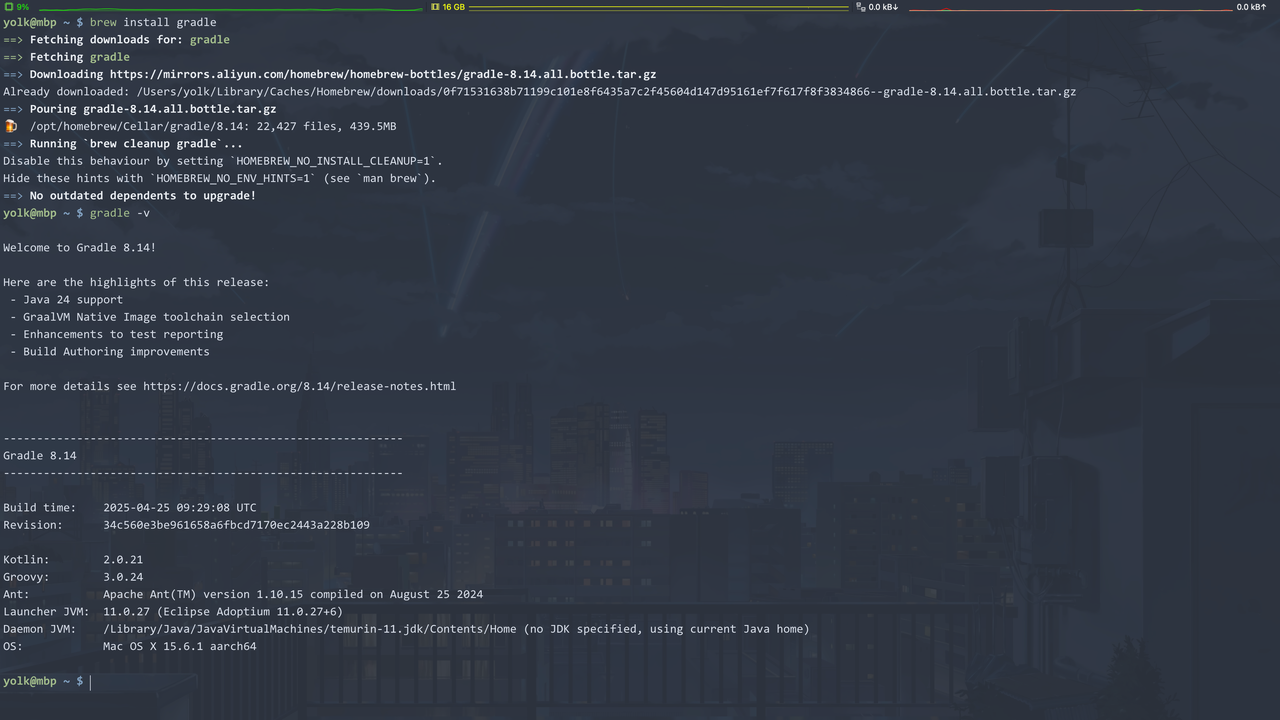 9%
16 GB
0.0 kB↓
0.0 kB↑
yolk@mbp ~ $ brew install gradle
==> Fetching downloads for: gradle
==> Fetching gradle
==> Downloading https://mirrors.aliyun.com/homebrew/homebrew-bottles/gradle-8.14.all.bottle.tar.gz
Already downloaded: /Users/yolk/Library/Caches/Homebrew/downloads/0f71531638b71199c101e8f6435a7c2f45604d147d95161ef7f617f8f3834866--gradle-8.14.all.bottle.tar.gz
==> Pouring gradle-8.14.all.bottle.tar.gz
🍺  /opt/homebrew/Cellar/gradle/8.14: 22,427 files, 439.5MB
==> Running `brew cleanup gradle`...
Disable this behaviour by setting `HOMEBREW_NO_INSTALL_CLEANUP=1`.
Hide these hints with `HOMEBREW_NO_ENV_HINTS=1` (see `man brew`).
==> No outdated dependents to upgrade!
yolk@mbp ~ $ gradle -v
Welcome to Gradle 8.14!
Here are the highlights of this release:
 - Java 24 support
 - GraalVM Native Image toolchain selection
 - Enhancements to test reporting
 - Build Authoring improvements
For more details see https://docs.gradle.org/8.14/release-notes.html
------------------------------------------------------------
Gradle 8.14
------------------------------------------------------------
Build time:    2025-04-25 09:29:08 UTC
Revision:      34c560e3be961658a6fbcd7170ec2443a228b109
Kotlin:        2.0.21
Groovy:        3.0.24
Ant:           Apache Ant(TM) version 1.10.15 compiled on August 25 2024
Launcher JVM:  11.0.27 (Eclipse Adoptium 11.0.27+6)
Daemon JVM:    /Library/Java/JavaVirtualMachines/temurin-11.jdk/Contents/Home (no JDK specified, using current Java home)
OS:            Mac OS X 15.6.1 aarch64
yolk@mbp ~ $